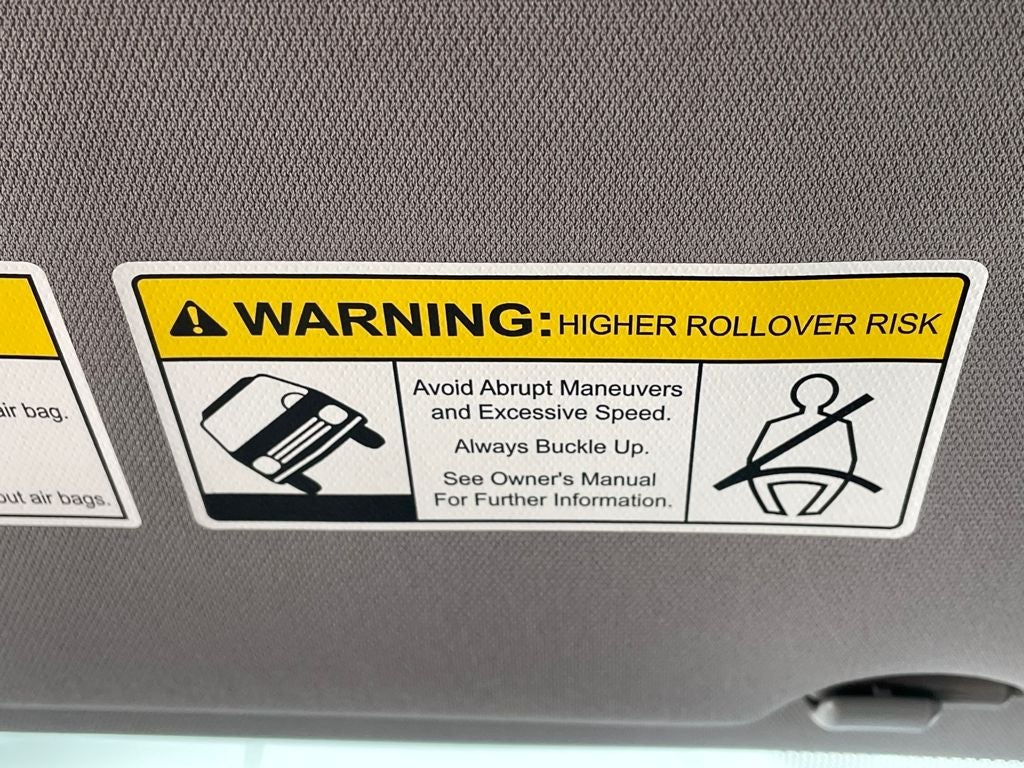 WARNING: HIGHER ROLLOVER RISK
Avoid Abrupt Maneuvers
and Excessive Speed.
Always Buckle Up.
See Owner's Manual
For Further Information.
air bag.
out air bags.